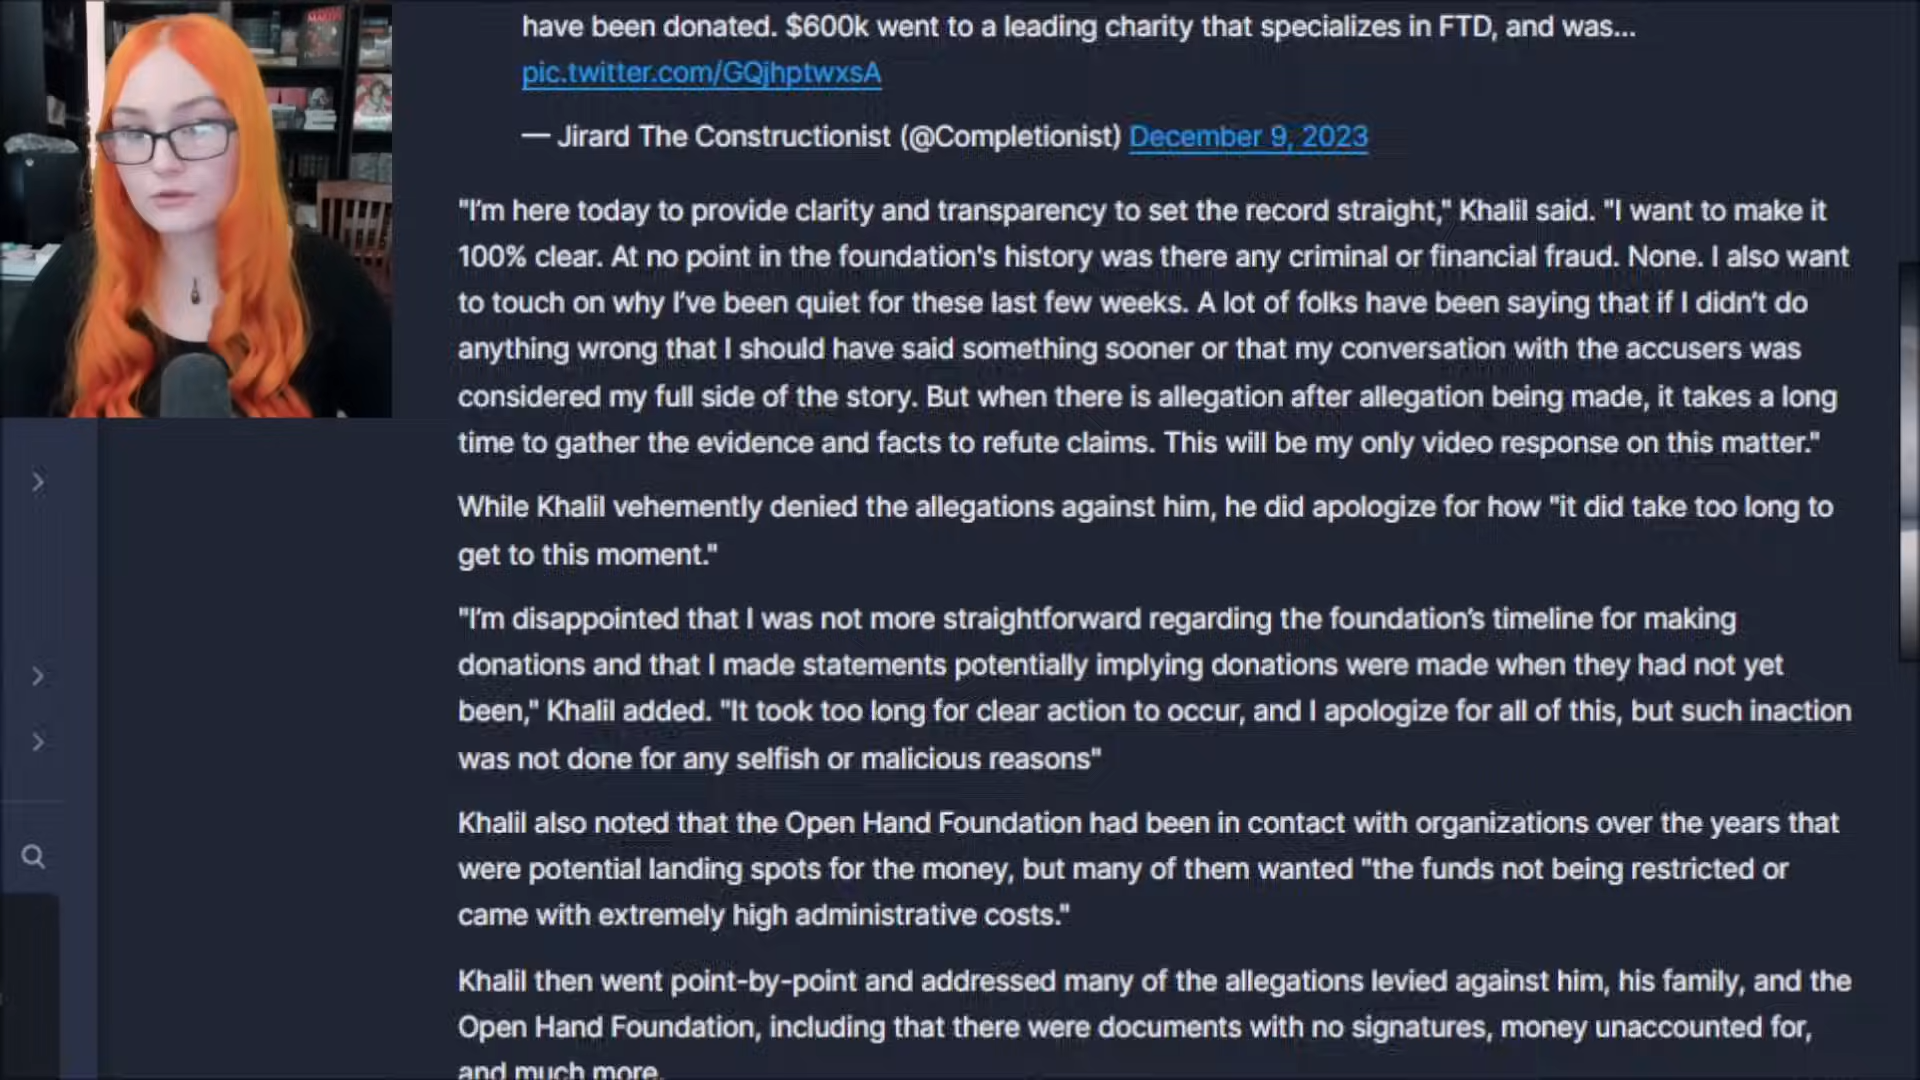 have been donated. $600k went to a leading charity that specializes in FTD, and was...
pic.twitter.com/GQjhptwxsA
— Jirard The Constructionist (@Completionist) December 9, 2023
"I'm here today to provide clarity and transparency to set the record straight," Khalil said. "I want to make it
100% clear. At no point in the foundation's history was there any criminal or financial fraud. None. I also want
to touch on why I've been quiet for these last few weeks. A lot of folks have been saying that if I didn't do
anything wrong that I should have said something sooner or that my conversation with the accusers was
considered my full side of the story. But when there is allegation after allegation being made, it takes a long
time to gather the evidence and facts to refute claims. This will be my only video response on this matter."
While Khalil vehemently denied the allegations against him, he did apologize for how "it did take too long to
get to this moment."
"I'm disappointed that I was not more straightforward regarding the foundation's timeline for making
donations and that I made statements potentially implying donations were made when they had not yet
been," Khalil added. "It took too long for clear action to occur, and I apologize for all of this, but such inaction
was not done for any selfish or malicious reasons"
Khalil also noted that the Open Hand Foundation had been in contact with organizations over the years that
were potential landing spots for the money, but many of them wanted "the funds not being restricted or
came with extremely high administrative costs."
Khalil then went point-by-point and addressed many of the allegations levied against him, his family, and the
Open Hand Foundation, including that there were documents with no signatures, money unaccounted for,
and much more.